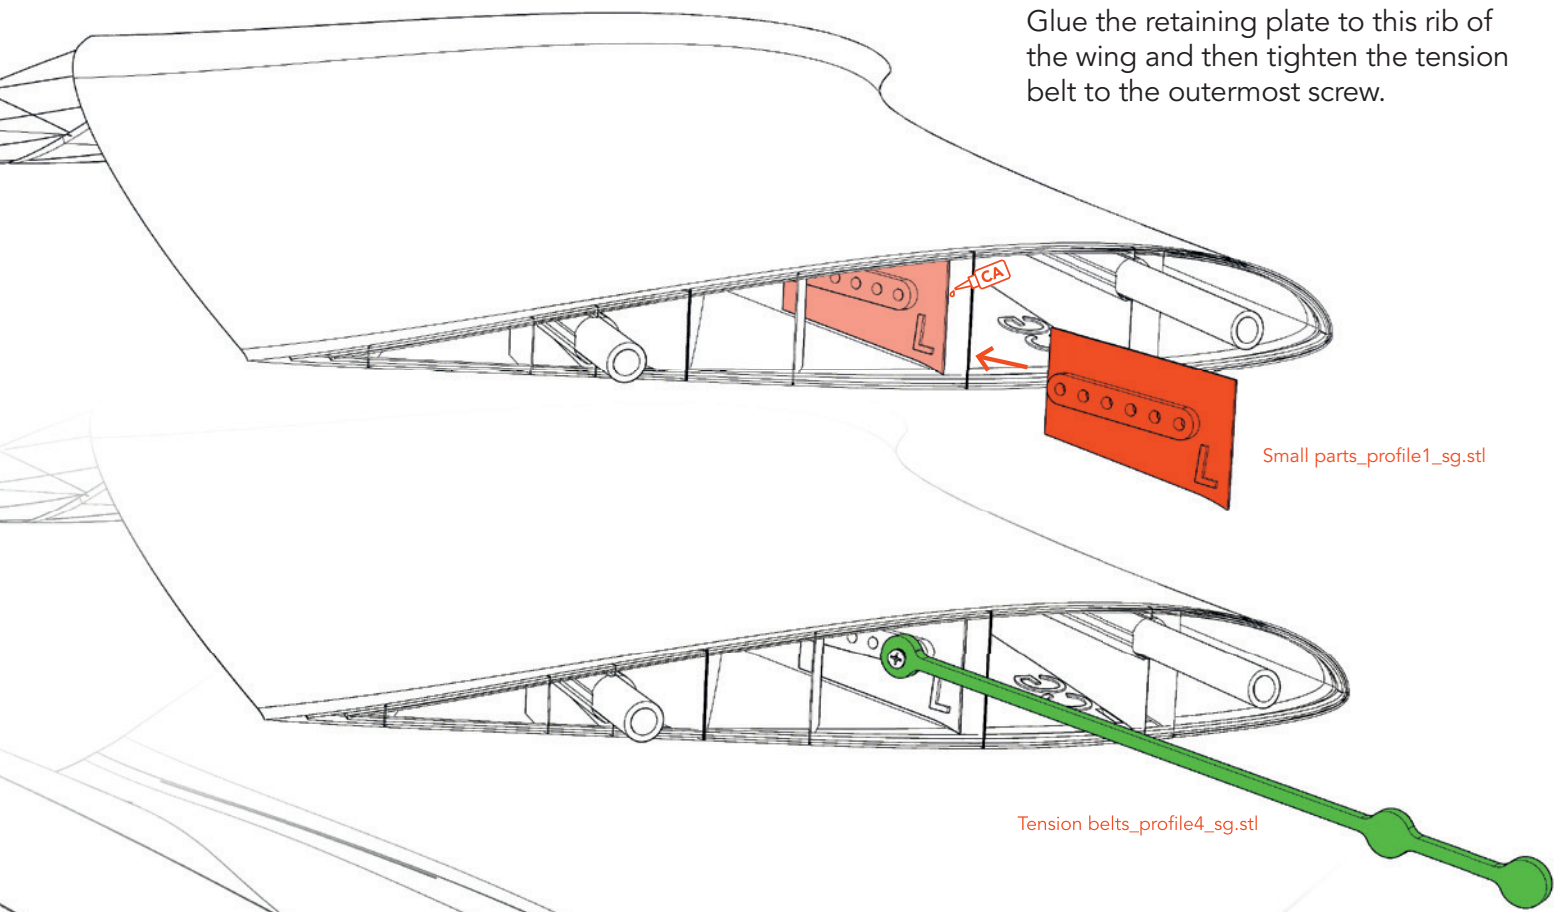 Glue the retaining plate to this rib of
the wing and then tighten the tension
belt to the outermost screw.
CA
L
L
Small parts_profile1_sg.stl
L
Tension belts_profile4_sg.stl